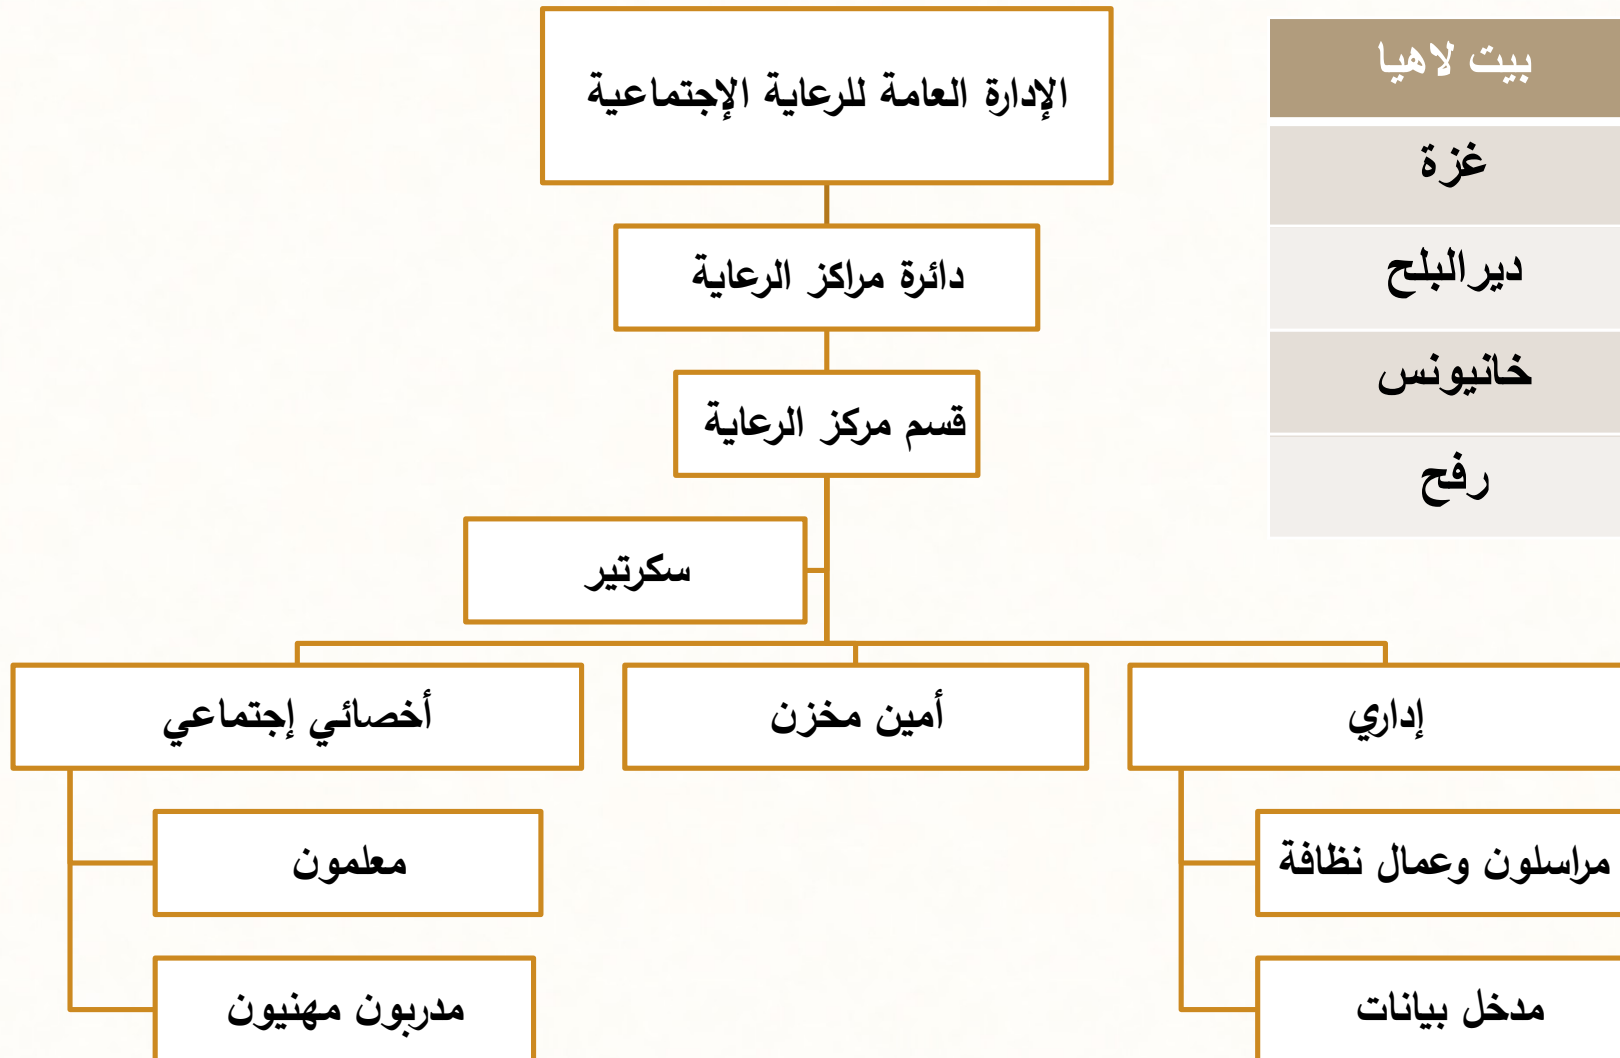 الإدارة العامة للرعاية الإجتماعية
دائرة مراكز الرعاية
قسم مركز الرعاية
سكرتير
إداري
أمين مخزن
أخصائي إجتماعي
مراسلون وعمال نظافة
مدخل بيانات
معلمون
مدربون مهنيون
بيت لاهيا
غزة
ديرالبلح
خانيونس
رفح